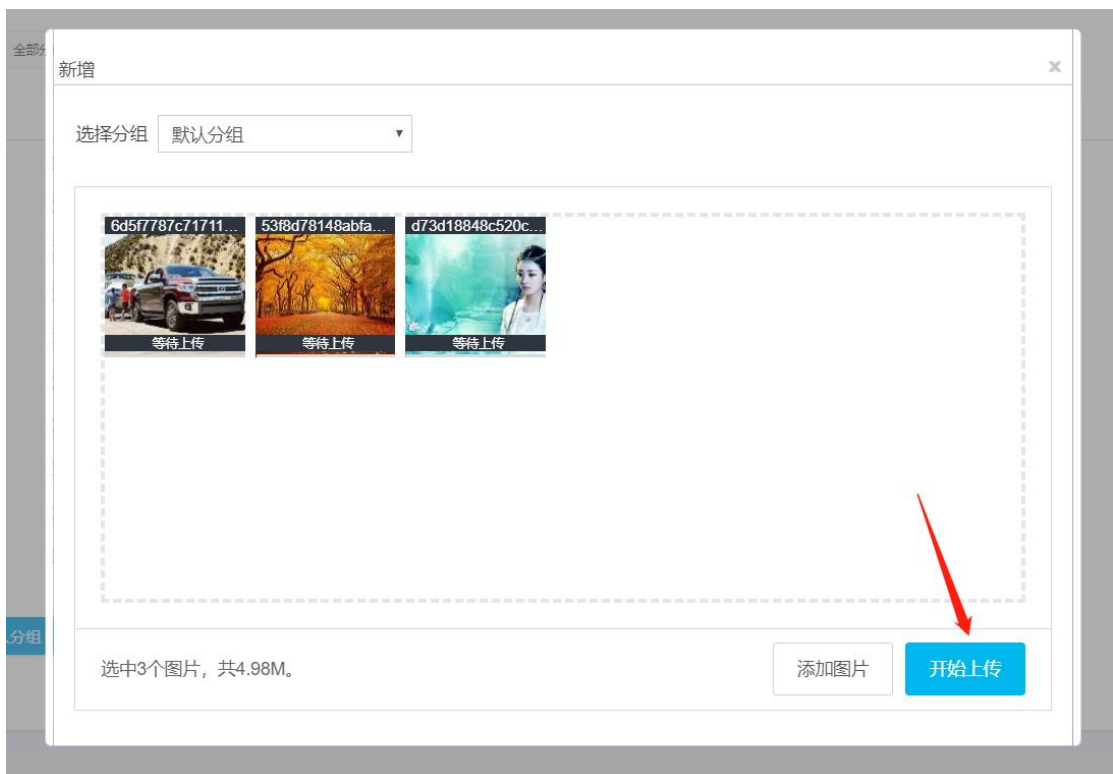 全部分
新增
×
选择分组 默认分组
6d5f7787c71711... 53f8d78148abfa... d73d18848c520c...
等待上传 等待上传 等待上传
分组
选中3个图片，共4.98M。 添加图片 开始上传